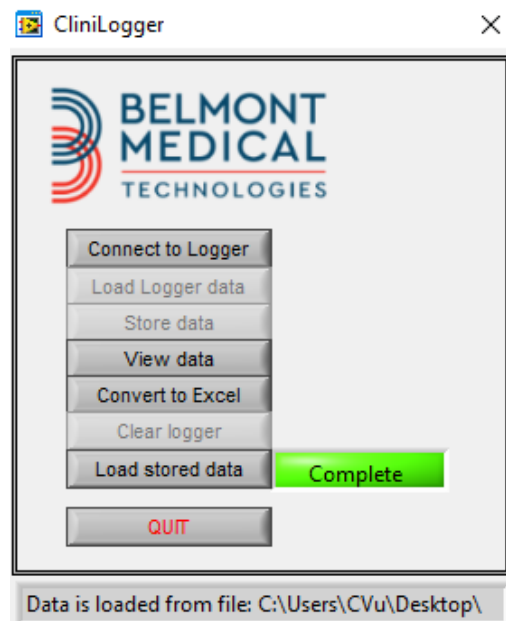 CliniLogger
BELMONT
MEDICAL
TECHNOLOGIES
Connect to Logger
Load Logger data
Store data
View data
Convert to Excel
Clear logger
Load stored data
Complete
QUIT
Data is loaded from file: C:\Users\CVu\Desktop\